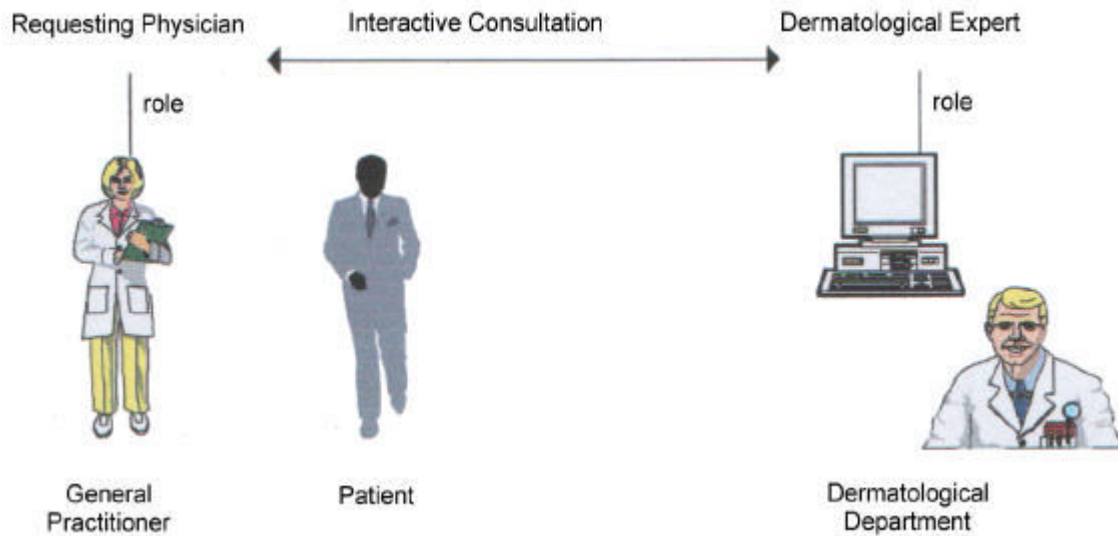 Requesting Physician
Interactive Consultation
Dermatological Expert
role
role
General
Practitioner
Patient
Dermatological
Department